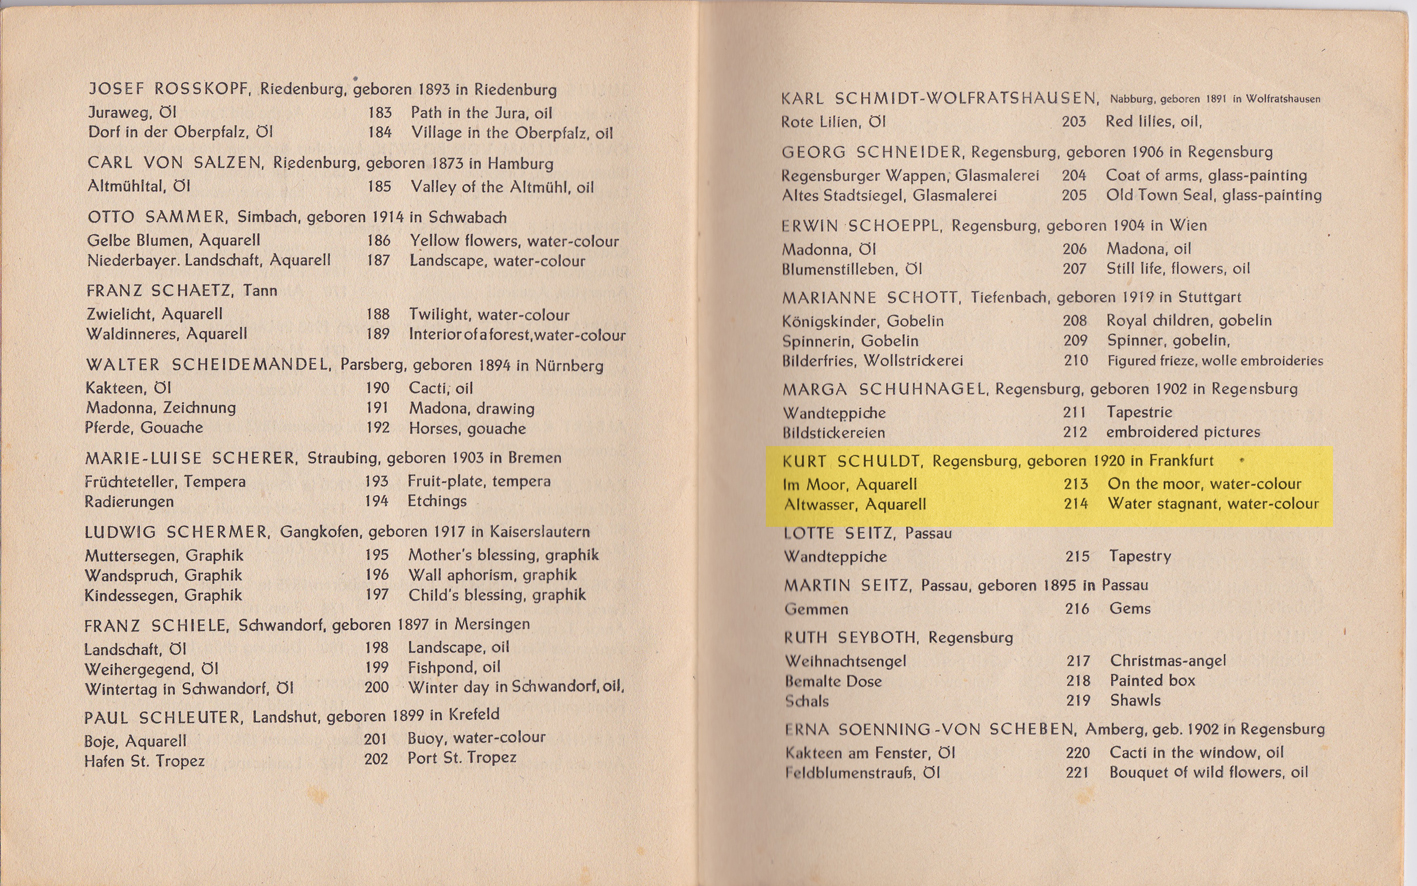 JOSEF ROSSKOPF, Riedenburg, geboren 1893 in Riedenburg
Juraweg, Öl 183 Path in the Jura, oil
Dorf in der Oberpfalz, Öl 184 Village in the Oberpfalz, oil
CARL VON SALZEN, Riedenburg, geboren 1873 in Hamburg
Altmühltal, Öl 185 Valley of the Altmühl, oil
OTTO SAMMER, Simbach, geboren 1914 in Schwabach
Gelbe Blumen, Aquarell 186 Yellow flowers, water-colour
Niederbayer. Landschaft, Aquarell 187 Landscape, water-colour
FRANZ SCHAETZ, Tann
Zwielicht, Aquarell 188 Twilight, water-colour
Waldinneres, Aquarell 189 Interior of a forest, water-colour
WALTER SCHEIDEMANDEL, Parsberg, geboren 1894 in Nürnberg
Kakteen, Öl 190 Cacti, oil
Madonna, Zeichnung 191 Madona, drawing
Pferde, Gouache 192 Horses, gouache
MARIE-LUISE SCHERER, Straubing, geboren 1903 in Bremen
Früchteteller, Tempera 193 Fruit-plate, tempera
Radierungen 194 Etchings
LUDWIG SCHERMER, Gangkofen, geboren 1917 in Kaiserslautern
Muttersegen, Graphik 195 Mother's blessing, graphik
Wandspruch, Graphik 196 Wall aphorism, graphik
Kindessegen, Graphik 197 Child's blessing, graphik
FRANZ SCHIELE, Schwandorf, geboren 1897 in Mersingen
Landschaft, Öl 198 Landscape, oil
Weihergegend, Öl 199 Fishpond, oil
Wintertag in Schwandorf, Öl 200 Winter day in Schwandorf, oil,
PAUL SCHLEUTER, Landshut, geboren 1899 in Krefeld
Boje, Aquarell 201 Buoy, water-colour
Hafen St. Tropez 202 Port St. Tropez
KARL SCHMIDT-WOLFRATSHAUSEN, Nabburg, geboren 1891 in Wolfratshausen
Rote Lilien, Öl 203 Red lilies, oil,
GEORG SCHNEIDER, Regensburg, geboren 1906 in Regensburg
Regensburger Wappen, Glasmalerei 204 Coat of arms, glass-painting
Altes Stadtsiegel, Glasmalerei 205 Old Town Seal, glass-painting
ERWIN SCHOEPPL, Regensburg, geboren 1904 in Wien
Madonna, Öl 206 Madona, oil
Blumenstilleben, Öl 207 Still life, flowers, oil
MARIANNE SCHOTT, Tiefenbach, geboren 1919 in Stuttgart
Königskinder, Gobelin 208 Royal children, gobelin
Spinnerin, Gobelin 209 Spinner, gobelin,
Bilderfries, Wollstrickerei 210 Figured frieze, wolle embroideries
MARGA SCHUHNAGEL, Regensburg, geboren 1902 in Regensburg
Wandteppiche 211 Tapestrie
Bildstickereien 212 embroidered pictures
KURT SCHULDT, Regensburg, geboren 1920 in Frankfurt
Im Moor, Aquarell 213 On the moor, water-colour
Altwasser, Aquarell 214 Water stagnant, water-colour
LOTTE SEITZ, Passau
Wandteppiche 215 Tapestry
MARTIN SEITZ, Passau, geboren 1895 in Passau
Gemmen 216 Gems
RUTH SEYBOTH, Regensburg
Weihnachtsengel 217 Christmas-angel
Bemalte Dose 218 Painted box
Schals 219 Shawls
ERNA SOENNING-VON SCHEBEN, Amberg, geb. 1902 in Regensburg
Kakteen am Fenster, Öl 220 Cacti in the window, oil
Feldblumenstrauß, Öl 221 Bouquet of wild flowers, oil